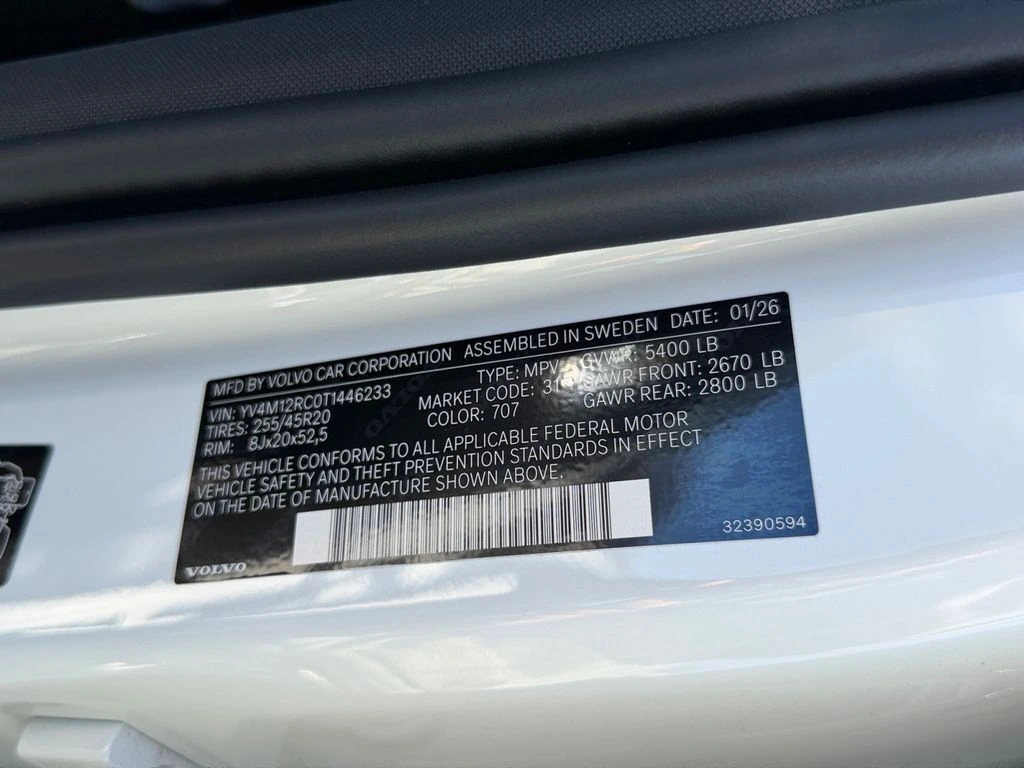 MFD BY VOLVO CAR CORPORATION ASSEMBLED IN SWEDEN DATE: 01/26
VIN: YV4M12RC0T1446233 TYPE: MPV GVWR: 5400 LB
TIRES: 255/45R20 MARKET CODE: GAWR FRONT: 2670 LB
RIM: 8Jx20x52,5 COLOR: 707 GAWR REAR: 2800 LB
THIS VEHICLE CONFORMS TO ALL APPLICABLE FEDERAL MOTOR
VEHICLE SAFETY AND THEFT PREVENTION STANDARDS IN EFFECT
ON THE DATE OF MANUFACTURE SHOWN ABOVE.
VOLVO 32390594